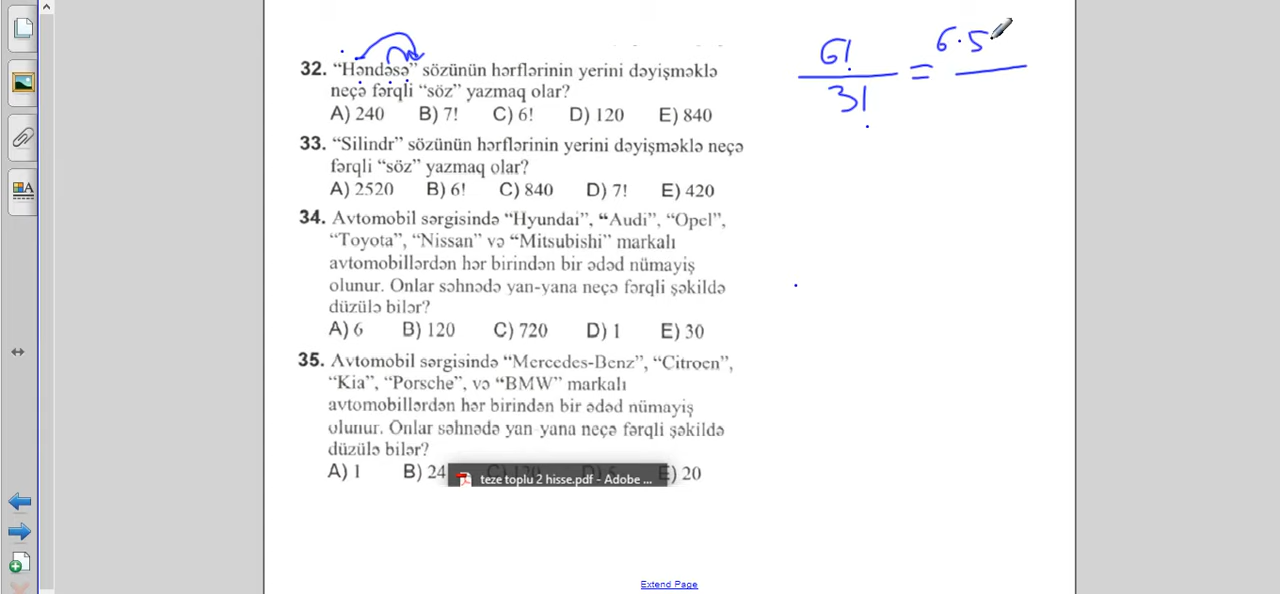 32. “Həndəsə” sözünün hərflərinin yerini dəyişməklə
neçə fərqli “söz” yazmaq olar?
A) 240 B) 7! C) 6! D) 120 E) 840
6!
3!
= 6·5
33. “Silindr” sözünün hərflərinin yerini dəyişməklə neçə
fərqli “söz” yazmaq olar?
A) 2520 B) 6! C) 840 D) 7! E) 420
34. Avtomobil sərgisində “Hyundai”, “Audi”, “Opel”,
“Toyota”, “Nissan” və “Mitsubishi” markalı
avtomobillərdən hər birindən bir ədəd nümayiş
olunur. Onlar səhnədə yan-yana neçə fərqli şəkildə
düzülə bilər?
A) 6 B) 120 C) 720 D) 1 E) 30
35. Avtomobil sərgisində “Mercedes-Benz”, “Citroen”,
“Kia”, “Porsche”, və “BMW” markalı
avtomobillərdən hər birindən bir ədəd nümayiş
olunur. Onlar səhnədə yan-yana neçə fərqli şəkildə
düzülə bilər?
A) 1 B) 24 E) 20
teze toplu 2 hisse.pdf - Adobe ...
Extend Page